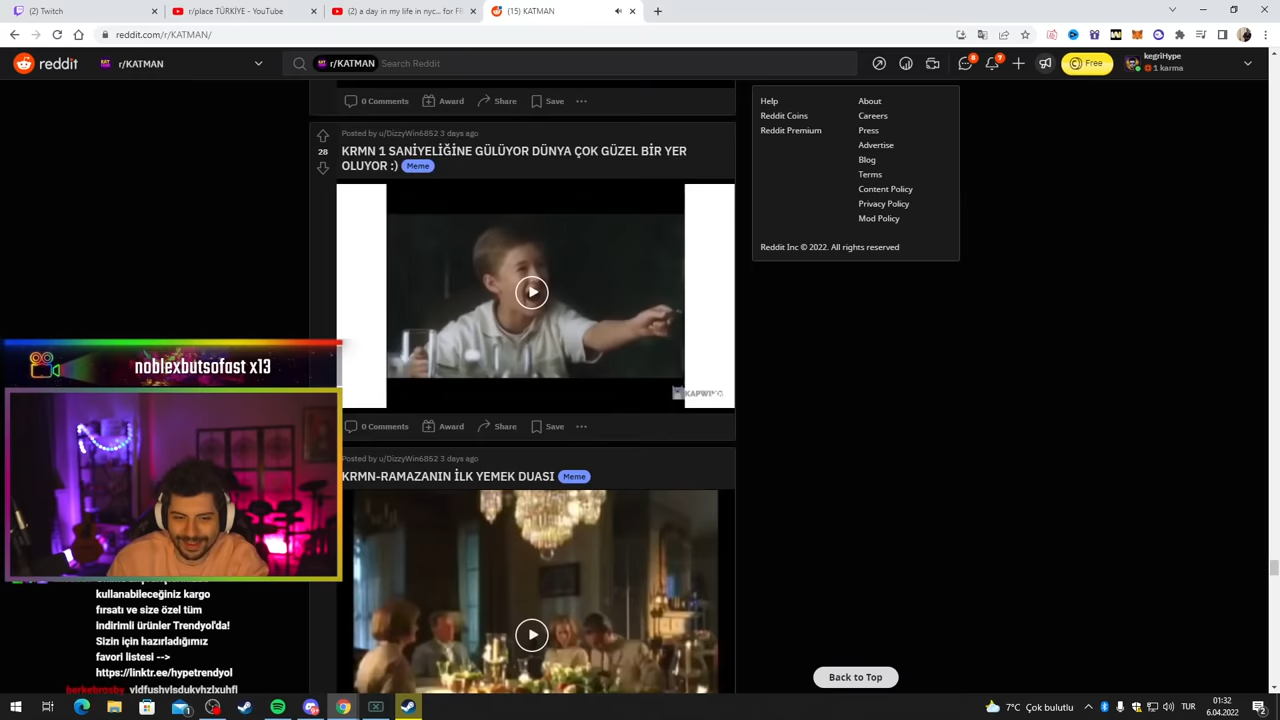 (2) Twitch
r/place TÜRKİYE - YouTube
(2) a day in my life in nyc... for FR
(15) KATMAN
reddit.com/r/KATMAN/
reddit
r/KATMAN
r/KATMAN Search Reddit
8
7
Free
kegriHype
1 karma
0 Comments Award Share Save
Posted by u/DizzyWin6852 3 days ago
28
KRMN 1 SANİYELİĞİNE GÜLÜYOR DÜNYA ÇOK GÜZEL BİR YER
OLUYOR :) Meme
KAPWING
0 Comments Award Share Save
Posted by u/DizzyWin6852 3 days ago
KRMN-RAMAZANIN İLK YEMEK DUASI Meme
Help
Reddit Coins
Reddit Premium
About
Careers
Press
Advertise
Blog
Terms
Content Policy
Privacy Policy
Mod Policy
Reddit Inc © 2022. All rights reserved
Back to Top
noblexbutsofast x13
kullanabileceğiniz kargo
fırsatı ve size özel tüm
indirimli ürünler Trendyol'da!
Sizin için hazırladığımız
favori listesi -->
https://linktr.ee/hypetrendyol
7°C Çok bulutlu
TUR
01:32
6.04.2022
2